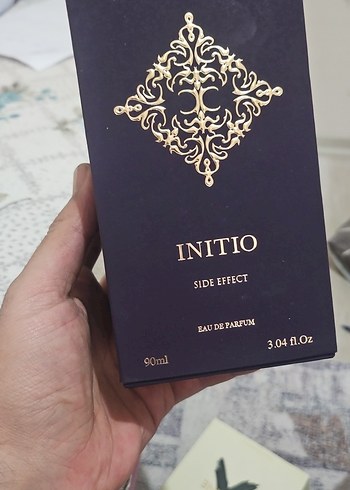 INITIO
SIDE EFFECT
EAU DE PARFUM
90ml 3.04 fl.Oz